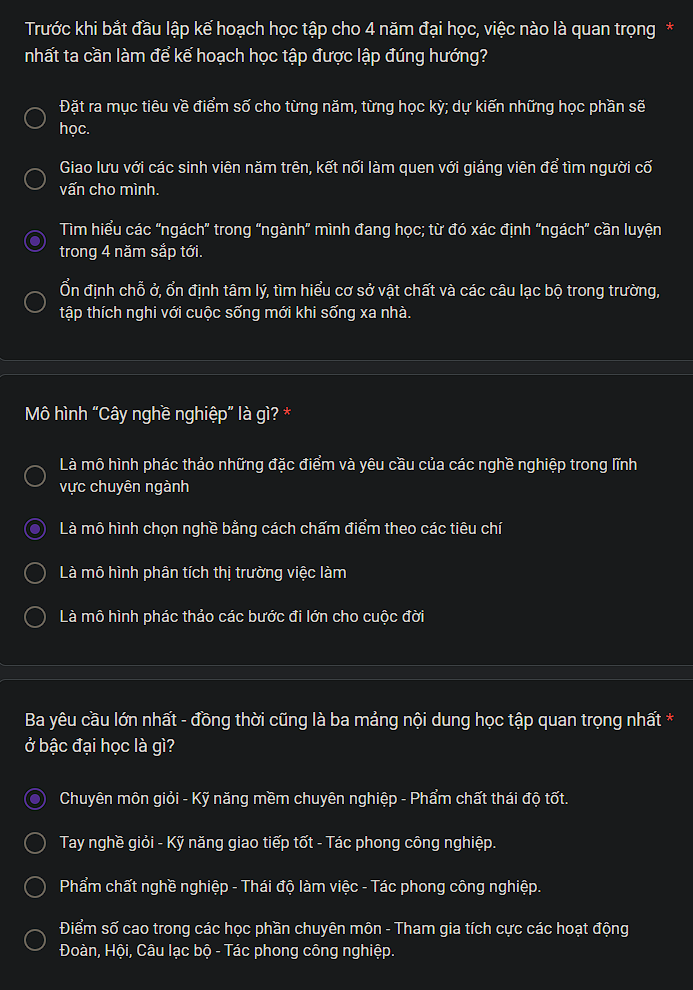 Trước khi bắt đầu lập kế hoạch học tập cho 4 năm đại học, việc nào là quan trọng *
nhất ta cần làm để kế hoạch học tập được lập đúng hướng?
Đặt ra mục tiêu về điểm số cho từng năm, từng học kỳ; dự kiến những học phần sẽ
học.
Giao lưu với các sinh viên năm trên, kết nối làm quen với giảng viên để tìm người cố
vấn cho mình.
Tìm hiểu các “ngách” trong “ngành” mình đang học; từ đó xác định “ngách” cần luyện
trong 4 năm sắp tới.
Ổn định chỗ ở, ổn định tâm lý, tìm hiểu cơ sở vật chất và các câu lạc bộ trong trường,
tập thích nghi với cuộc sống mới khi sống xa nhà.
Mô hình “Cây nghề nghiệp” là gì? *
Là mô hình phác thảo những đặc điểm và yêu cầu của các nghề nghiệp trong lĩnh
vực chuyên ngành
Là mô hình chọn nghề bằng cách chấm điểm theo các tiêu chí
Là mô hình phân tích thị trường việc làm
Là mô hình phác thảo các bước đi lớn cho cuộc đời
Ba yêu cầu lớn nhất - đồng thời cũng là ba mảng nội dung học tập quan trọng nhất *
ở bậc đại học là gì?
Chuyên môn giỏi - Kỹ năng mềm chuyên nghiệp - Phẩm chất thái độ tốt.
Tay nghề giỏi - Kỹ năng giao tiếp tốt - Tác phong công nghiệp.
Phẩm chất nghề nghiệp - Thái độ làm việc - Tác phong công nghiệp.
Điểm số cao trong các học phần chuyên môn - Tham gia tích cực các hoạt động
Đoàn, Hội, Câu lạc bộ - Tác phong công nghiệp.